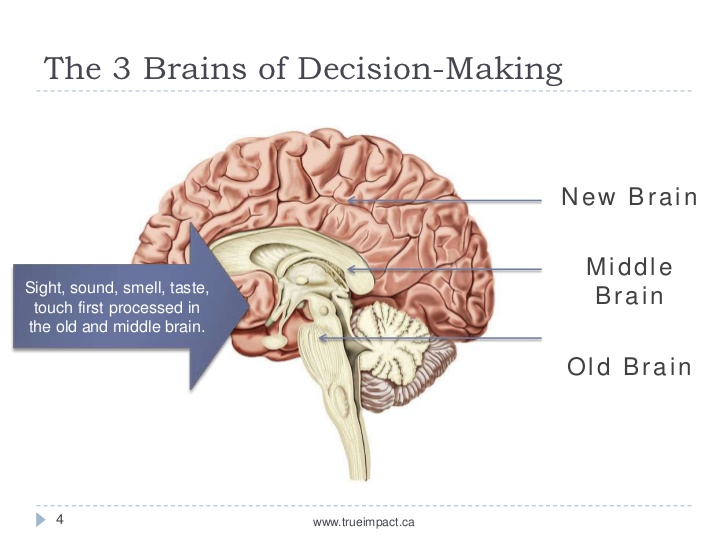 The 3 Brains of Decision-Making
New Brain
Middle
Brain
Sight, sound, smell, taste,
touch first processed in
the old and middle brain.
Old Brain
4
www.trueimpact.ca